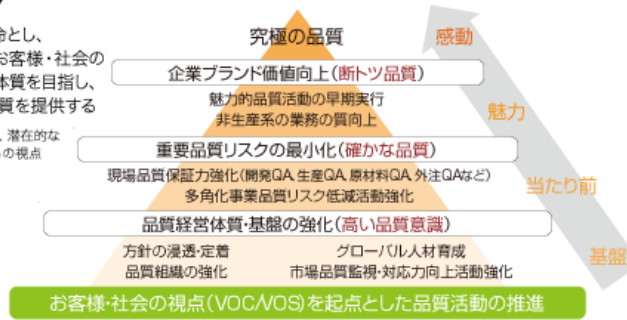 命とし、
お客様・社会の
体質を目指し、
質を提供する
、潜在的な
らの視点
究極の品質
企業ブランド価値向上（断トツ品質）
魅力的品質活動の早期実行
非生産系の業務の質向上
重要品質リスクの最小化（確かな品質）
現場品質保証力強化（開発QA、生産QA、原材料QA、外注QAなど）
多角化事業品質リスク低減活動強化
品質経営体質・基盤の強化（高い品質意識）
方針の浸透・定着
品質組織の強化
グローバル人材育成
市場品質監視・対応力向上活動強化
お客様・社会の視点（VOC/VOS）を起点とした品質活動の推進
感動
魅力
当たり前
基盤